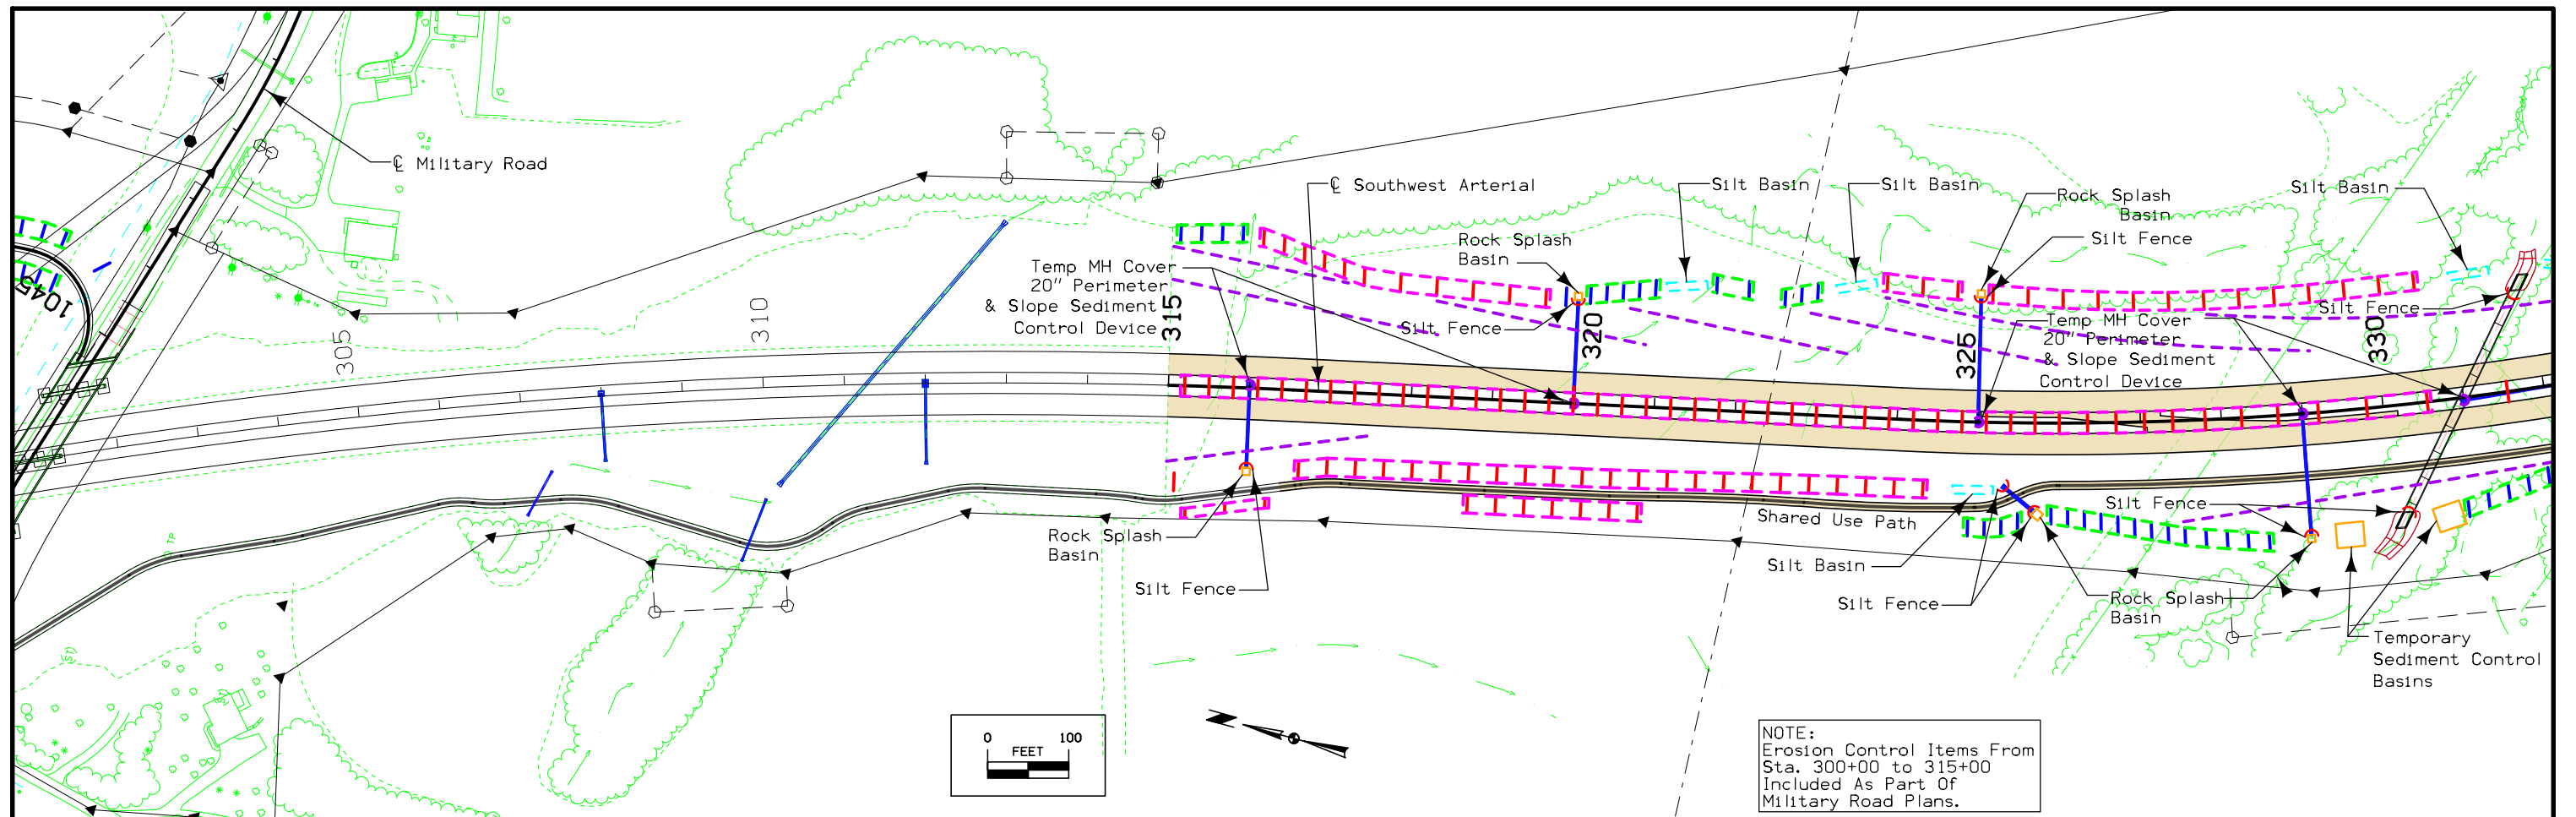 ℄ Military Road
℄ Southwest Arterial
Silt Basin
Silt Basin
Rock Splash
Basin
Silt Basin
Silt Fence
Rock Splash
Basin
Temp MH Cover
20" Perimeter
& Slope Sediment
Control Device
Silt Fence
Temp MH Cover
20" Perimeter
& Slope Sediment
Control Device
Silt Fence
1045
305
310
315
320
325
330
Rock Splash
Basin
Silt Fence
Shared Use Path
Silt Basin
Silt Fence
Silt Fence
Rock Splash
Basin
Temporary
Sediment Control
Basins
TP
0 100
FEET
NOTE:
Erosion Control Items From
Sta. 300+00 to 315+00
Included As Part Of
Military Road Plans.